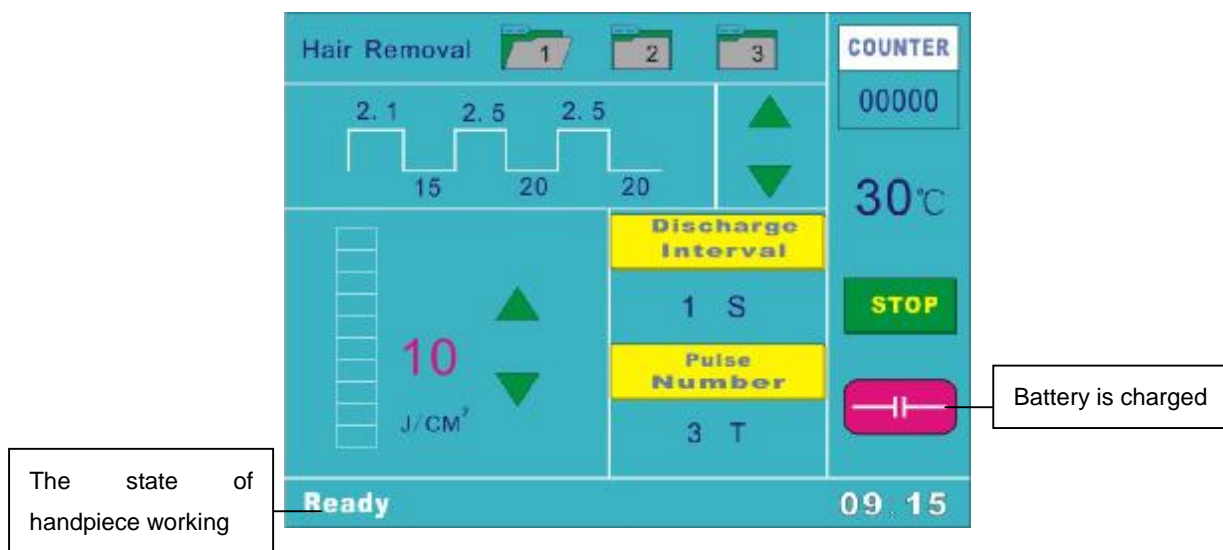 Hair Removal 1 2 3
COUNTER
00000
2.1 2.5 2.5
15 20 20
30℃
Discharge
Interval
1 S
STOP
10
J/CM²
Pulse
Number
3 T
Battery is charged
The state of
handpiece working
Ready
09.15